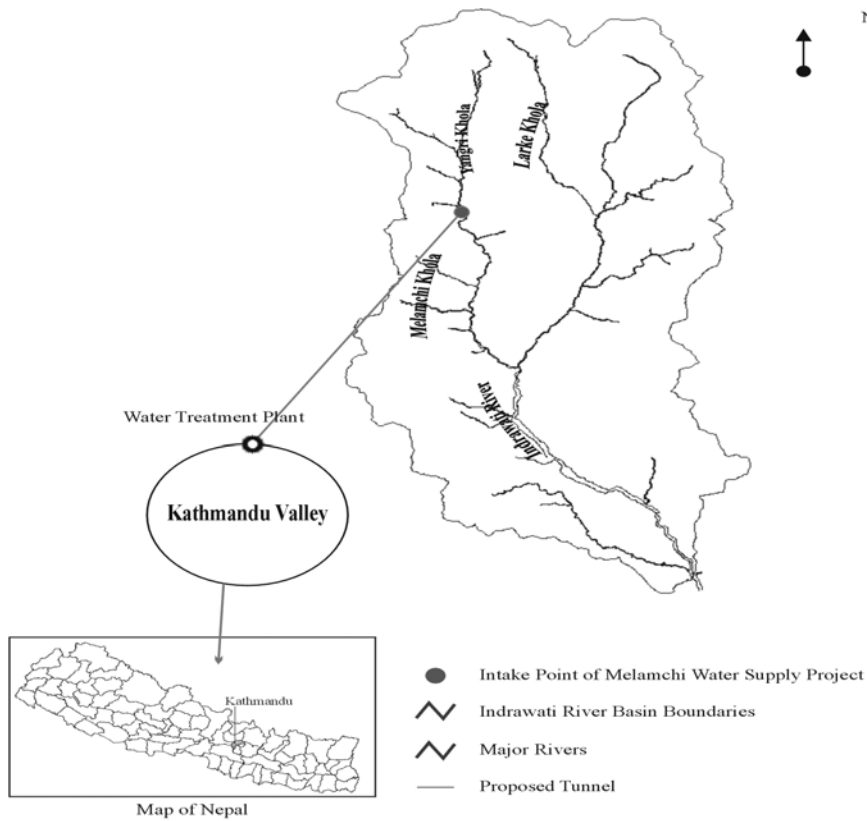 N
Yangri Khola
Larke Khola
Melamchi Khola
Indrawati River
Water Treatment Plant
Kathmandu Valley
Kathmandu
Map of Nepal
Intake Point of Melamchi Water Supply Project
Indrawati River Basin Boundaries
Major Rivers
Proposed Tunnel